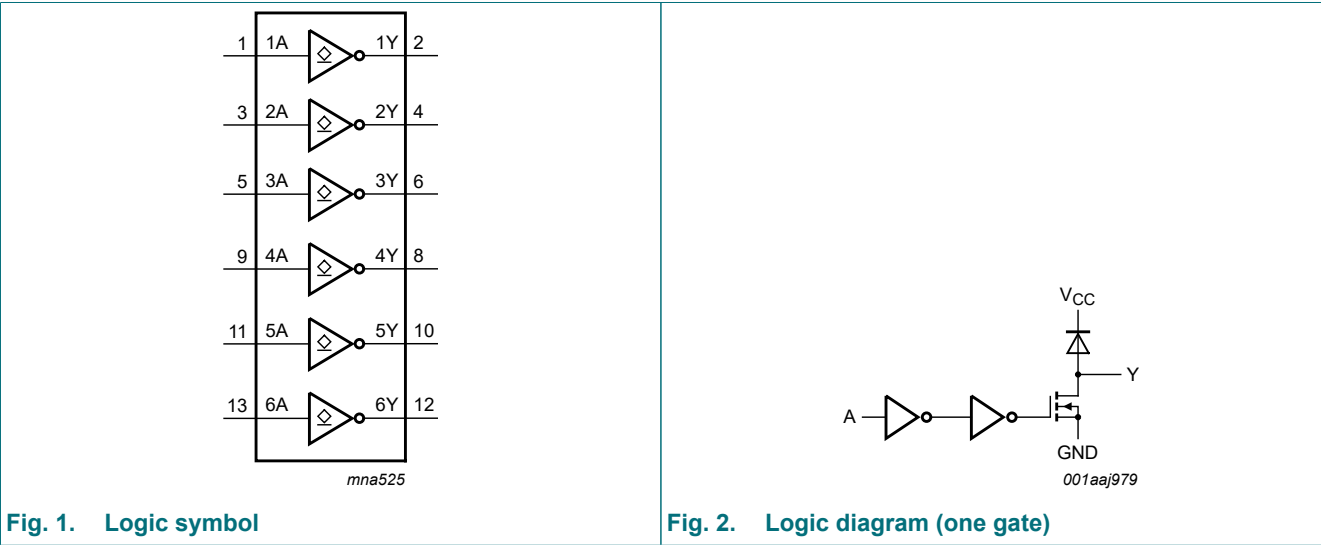 1 1A 1Y 2
3 2A 2Y 4
5 3A 3Y 6
9 4A 4Y 8
11 5A 5Y 10
13 6A 6Y 12
mna525
Fig. 1. Logic symbol
VCC
Y
A
GND
001aaj979
Fig. 2. Logic diagram (one gate)